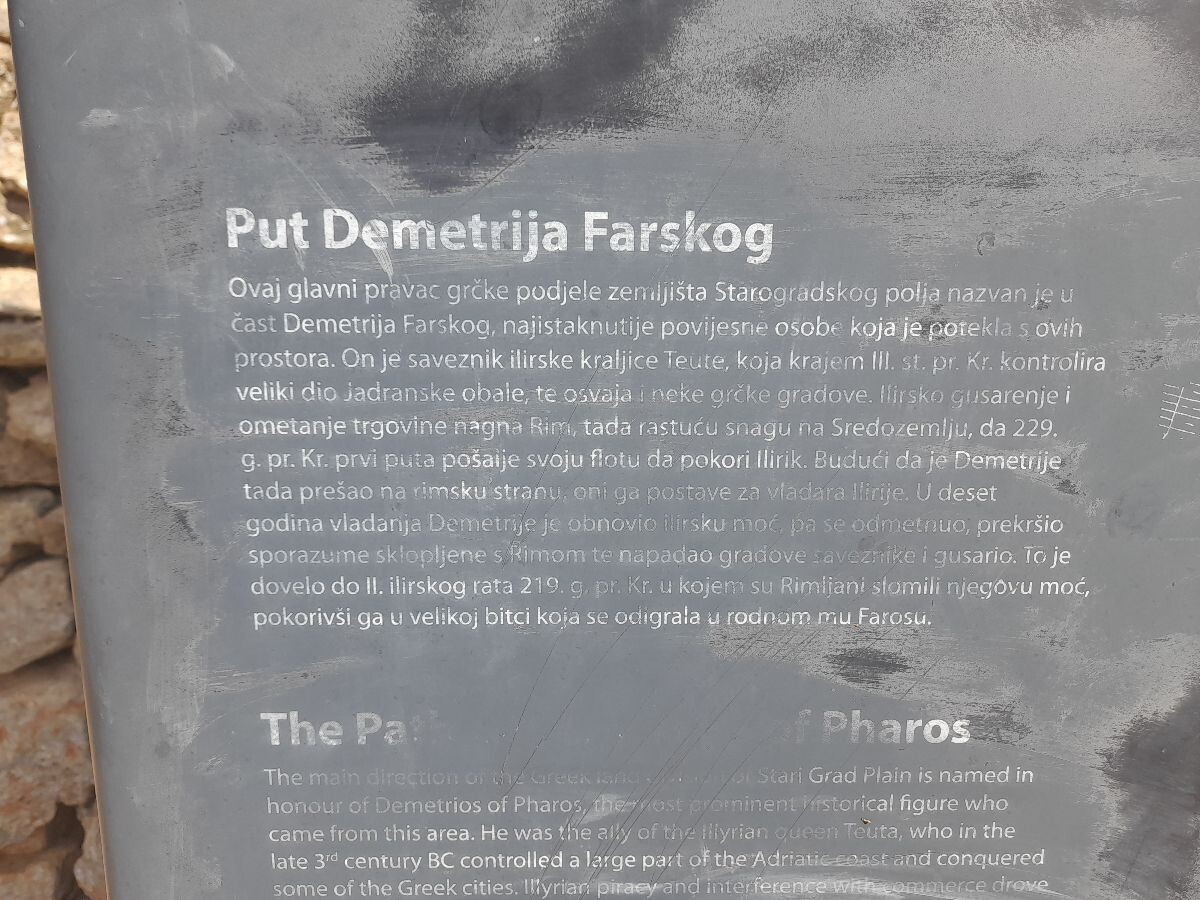 Put Demetrija Farskog
Ovaj glavni pravac grčke podjele zemljišta Starogradskog polja nazvan je u
čast Demetrija Farskog, najistaknutije povijesne osobe koja je potekla s ovih
prostora. On je saveznik ilirske kraljice Teute, koja krajem III. st. pr. Kr. kontrolira
veliki dio Jadranske obale, te osvaja i neke grčke gradove. Ilirsko gusarenje i
ometanje trgovine nagna Rim, tada rastuću snagu na Sredozemlju, da 229.
g. pr. Kr. prvi puta pošalje svoju flotu da pokori Ilirik. Budući da je Demetrije
tada prešao na rimsku stranu, oni ga postave za vladara Ilirije. U deset
godina vladanja Demetrije je obnovio ilirsku moć, pa se odmetnuo, prekršio
sporazume sklopljene s Rimom te napadao gradove saveznike i gusario. To je
dovelo do II. ilirskog rata 219. g. pr. Kr. u kojem su Rimljani slomili njegovu moć,
pokorivši ga u velikoj bitci koja se odigrala u rodnom mu Farosu.
The Path of Pharos
The main direction of the Greek land division of Stari Grad Plain is named in
honour of Demetrios of Pharos, the most prominent historical figure who
came from this area. He was the ally of the Illyrian queen Teuta, who in the
late 3rd century BC controlled a large part of the Adriatic coast and conquered
some of the Greek cities. Illyrian piracy and interference with commerce drove